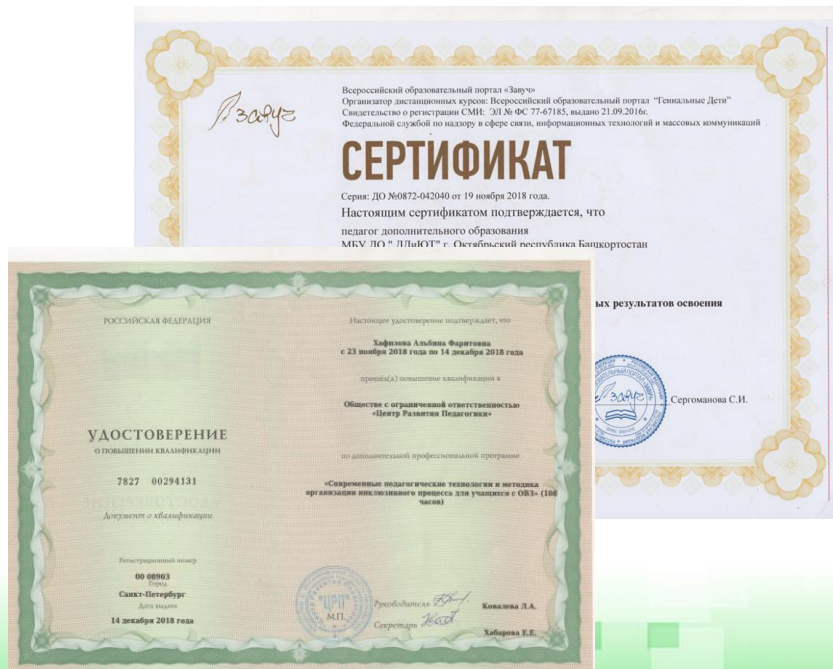 Завуч
Всероссийский образовательный портал «Завуч»
Организатор дистанционных курсов: Всероссийский образовательный портал "Гениальные Дети"
Свидетельство о регистрации СМИ: ЭЛ № ФС 77-67185, выдано 21.09.2016г.
Федеральной службой по надзору в сфере связи, информационных технологий и массовых коммуникаций
СЕРТИФИКАТ
Серия: ДО №0872-042040 от 19 ноября 2018 года.
Настоящим сертификатом подтверждается, что
педагог дополнительного образования
МБУ ДО " ДДиЮТ" г. Октябрьский республика Башкортостан
ых результатов освоения
Завуч
Сергоманова С.И.
РОССИЙСКАЯ ФЕДЕРАЦИЯ
УДОСТОВЕРЕНИЕ
О ПОВЫШЕНИИ КВАЛИФИКАЦИИ
7827 00294131
Документ о квалификации
Регистрационный номер
00 08903
Город
Санкт-Петербург
Дата выдачи
14 декабря 2018 года
Настоящее удостоверение подтверждает, что
Хафизова Альбина Фаритовна
с 23 ноября 2018 года по 14 декабря 2018 года
прошёл(а) повышение квалификации в
Обществе с ограниченной ответственностью
«Центр Развития Педагогики»
по дополнительной профессиональной программе
«Современные педагогические технологии и методика
организации инклюзивного процесса для учащихся с ОВЗ» (108
часов)
"ЦРП"
М.П.
Руководитель
Ковалева Л.А.
Секретарь
Хабарова Е.Е.